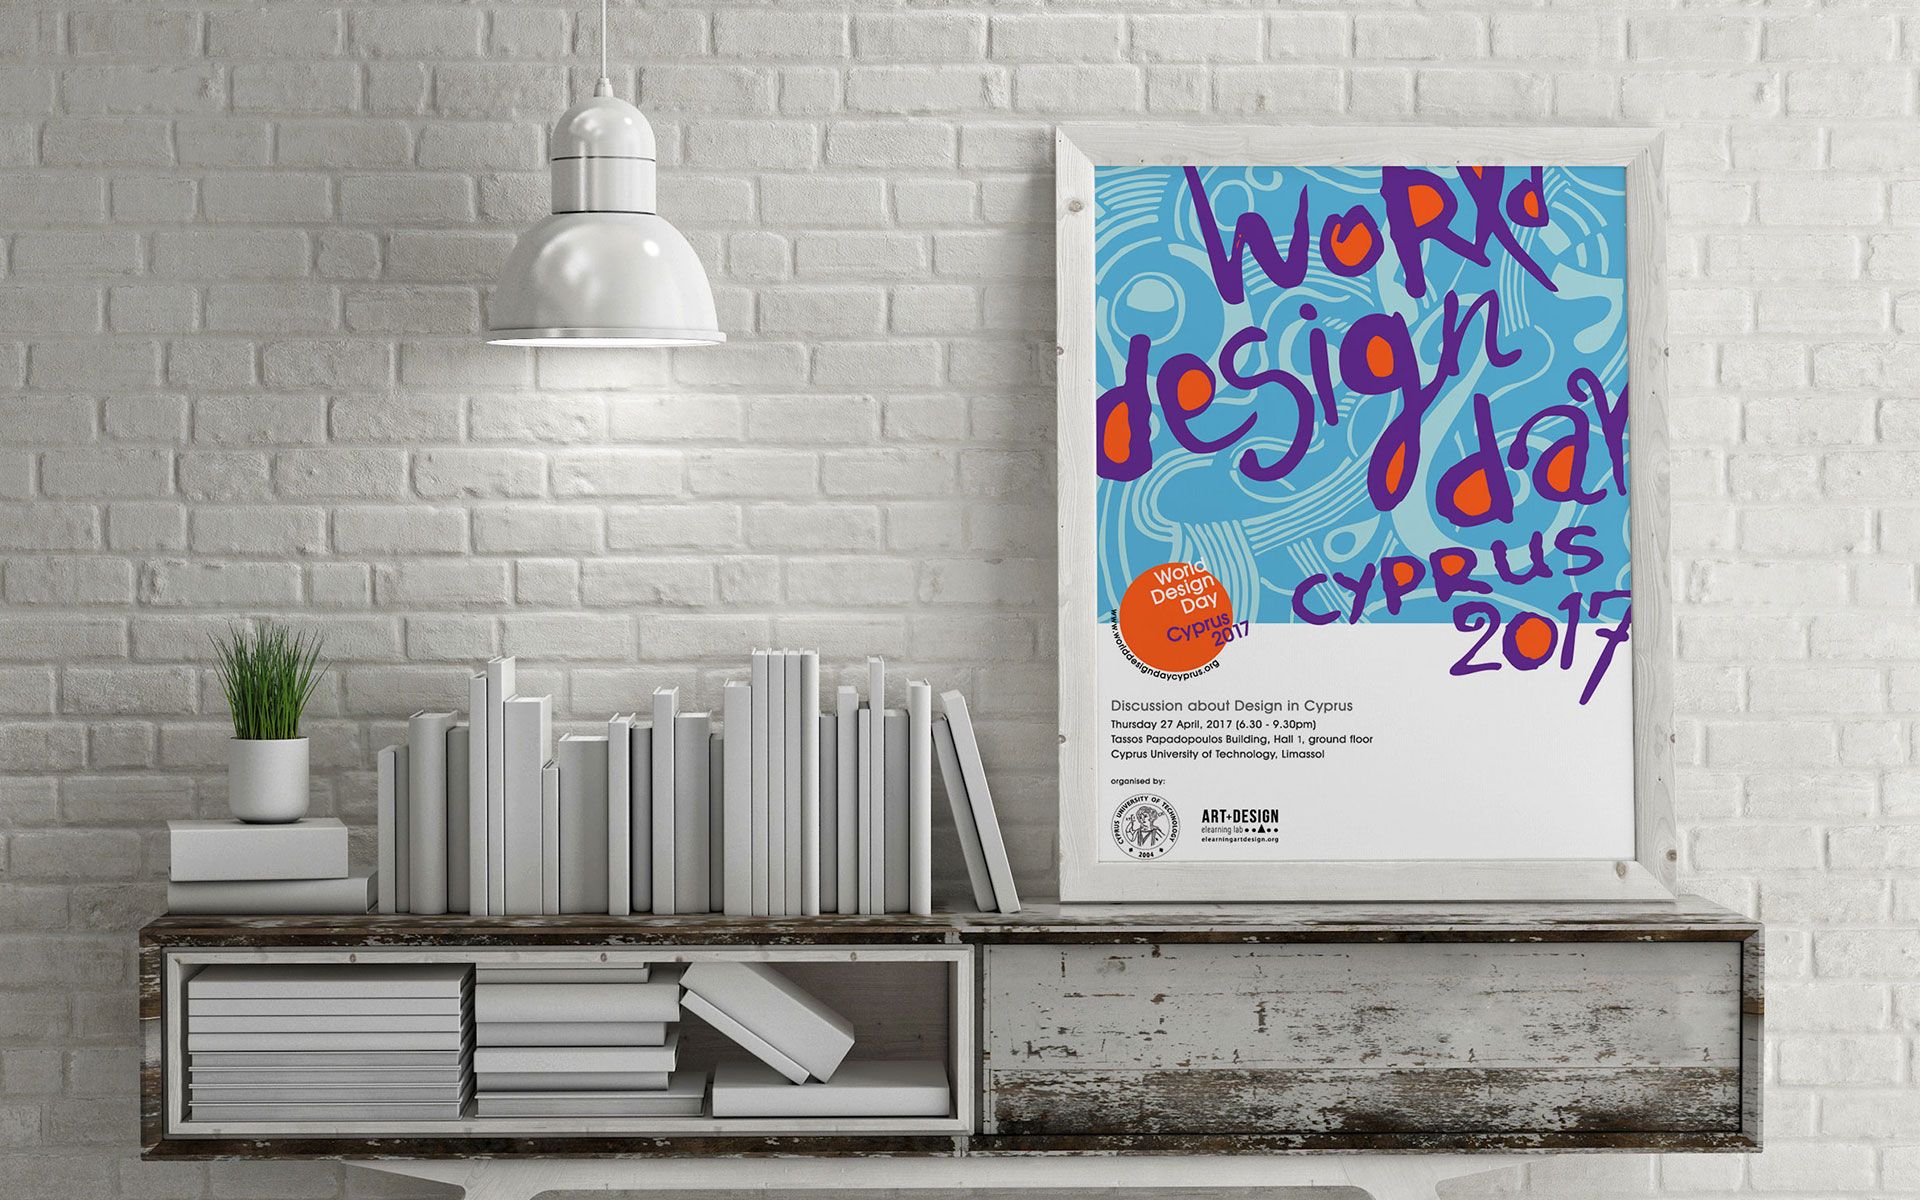 World
design
day
CYPRUS
2017
World
Design
Day
Cyprus
2017
www.worlddesigndaycyprus.org
Discussion about Design in Cyprus
Thursday 27 April, 2017 (6.30 - 9.30pm)
Tassos Papadopoulos Building, Hall 1, ground floor
Cyprus University of Technology, Limassol
organised by:
CYPRUS UNIVERSITY OF TECHNOLOGY
2004
ART+DESIGN
elearning lab
elearningartdesign.org